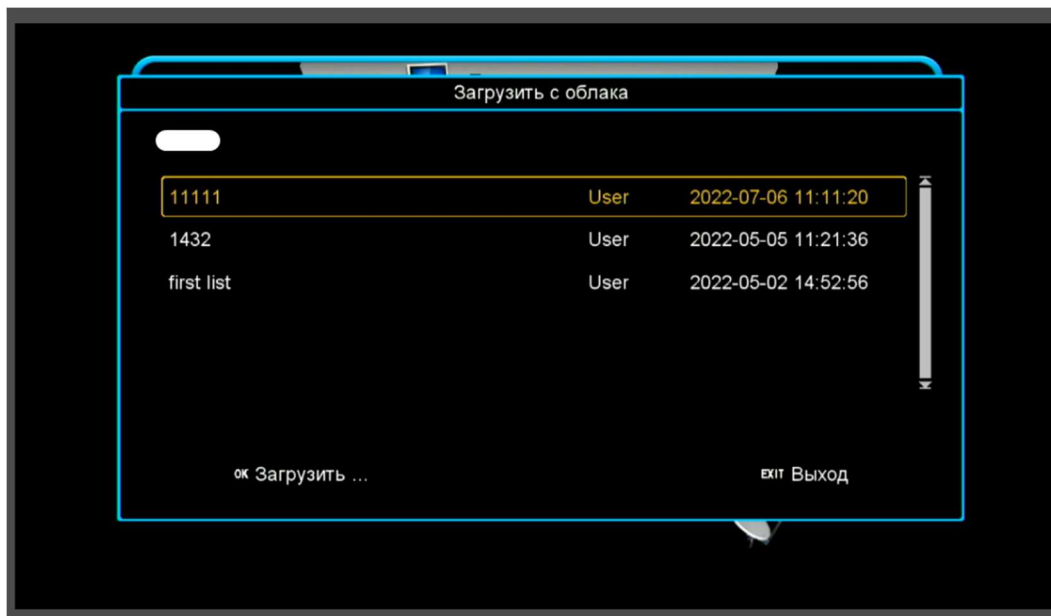 Загрузить с облака
11111 User 2022-07-06 11:11:20
1432 User 2022-05-05 11:21:36
first list User 2022-05-02 14:52:56
OK Загрузить ... EXIT Выход